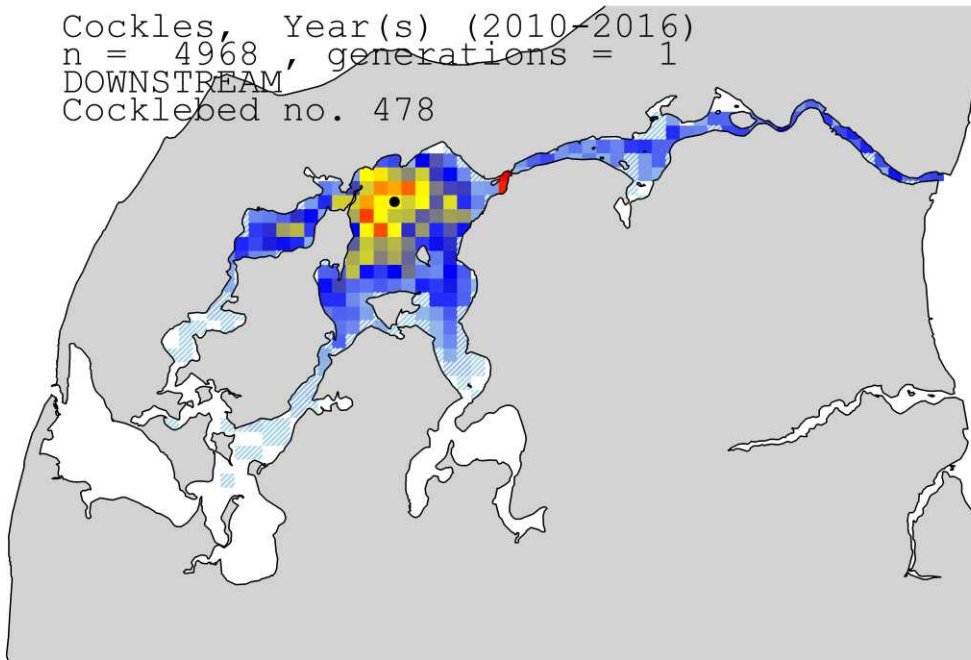 Cockles, Year(s) (2010-2016)
n = 4968 , generations = 1
DOWNSTREAM
Cocklebed no. 478